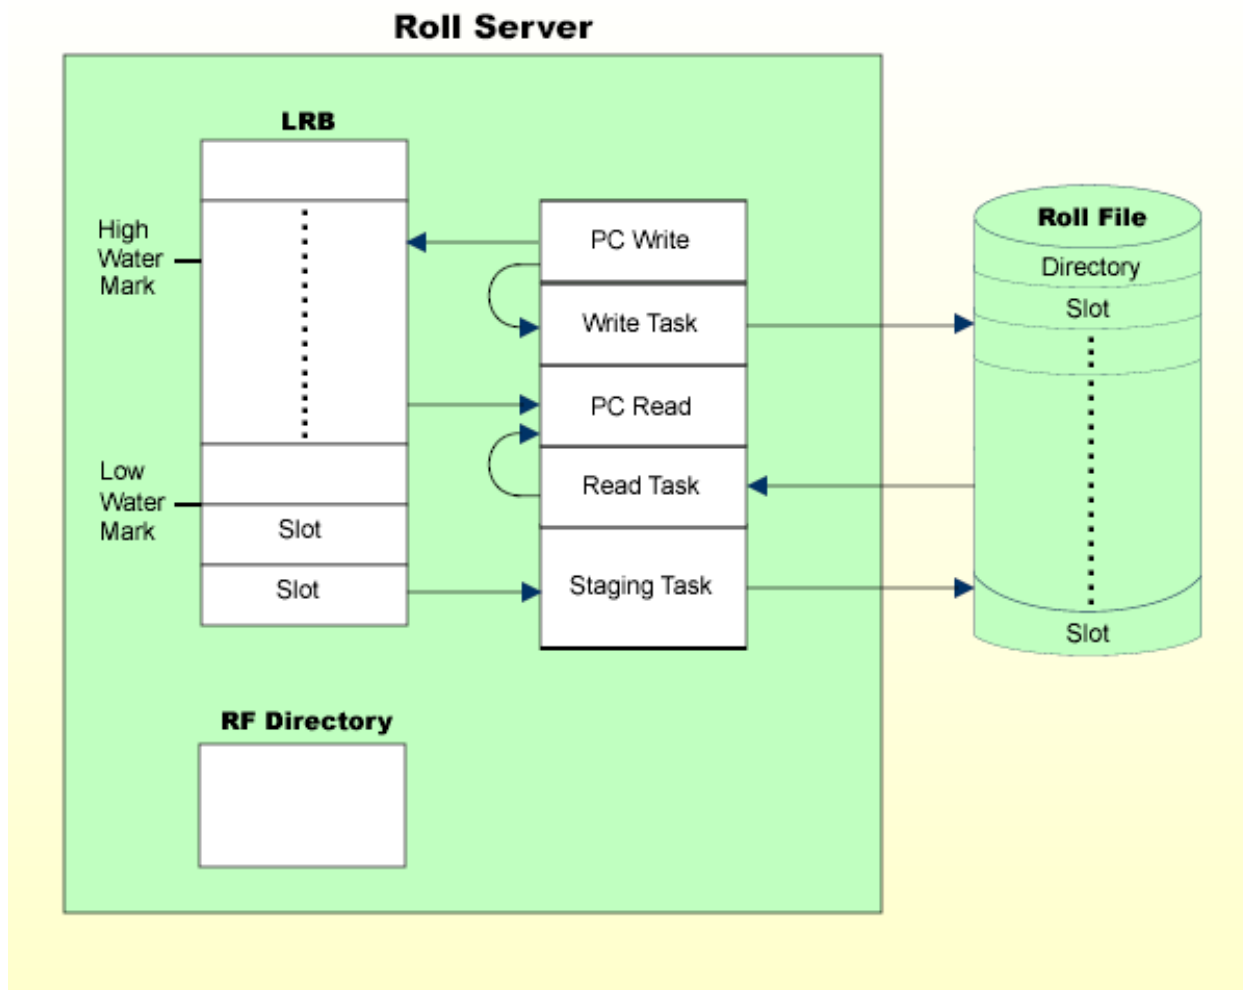 Roll Server
LRB
High
Water
Mark
Low
Water
Mark
Slot
Slot
PC Write
Write Task
PC Read
Read Task
Staging Task
Roll File
Directory
Slot
Slot
RF Directory